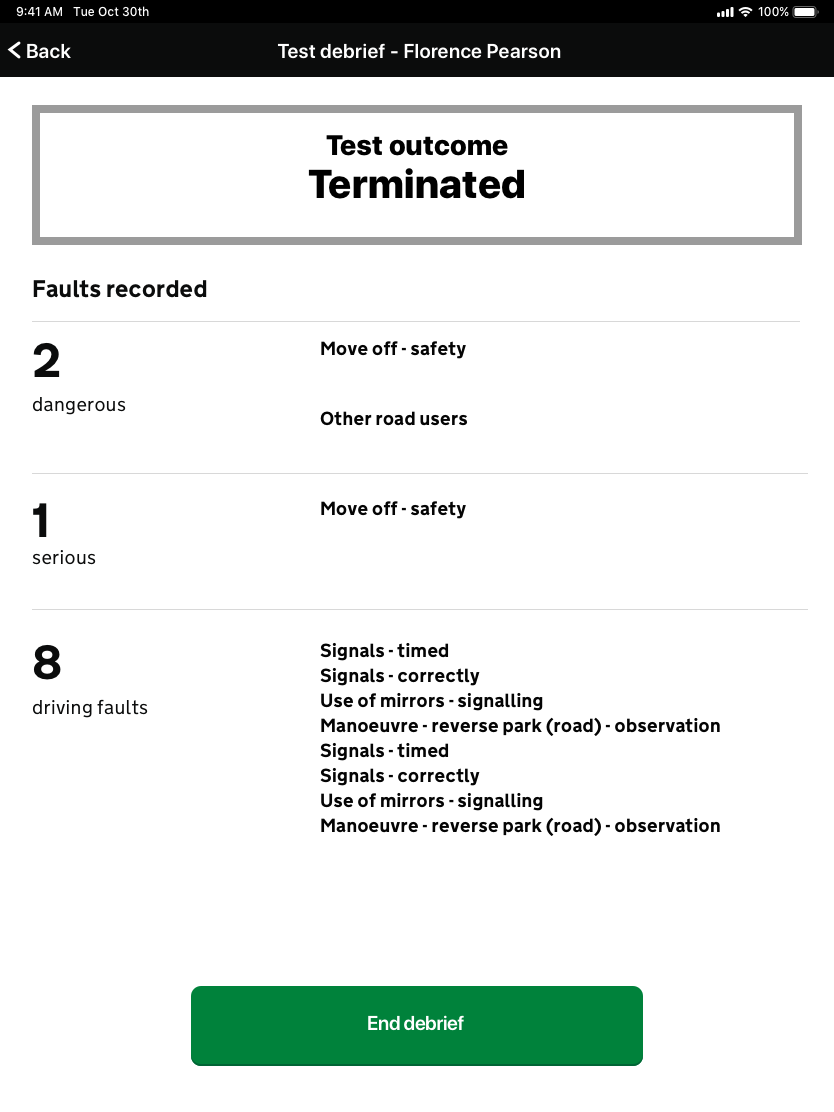 9:41 AM Tue Oct 30th 100%
Back Test debrief - Florence Pearson
Test outcome
Terminated
Faults recorded
2
dangerous
Move off - safety
Other road users
1
serious
Move off - safety
8
driving faults
Signals - timed
Signals - correctly
Use of mirrors - signalling
Manoeuvre - reverse park (road) - observation
Signals - timed
Signals - correctly
Use of mirrors - signalling
Manoeuvre - reverse park (road) - observation
End debrief